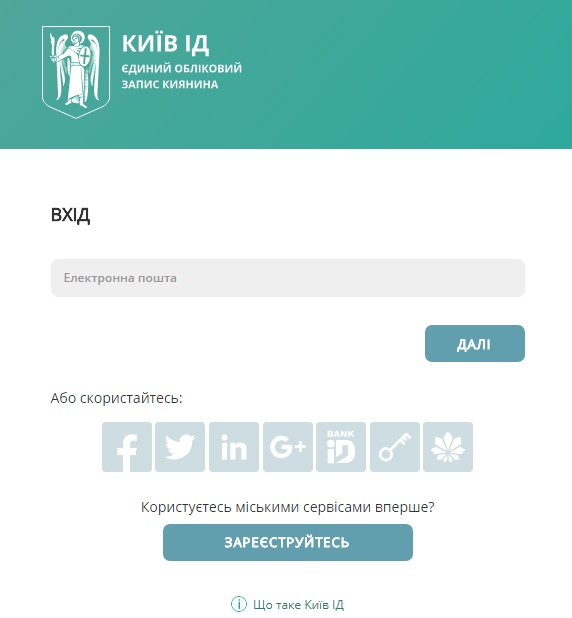 КИЇВ ІД
ЄДИНИЙ ОБЛІКОВИЙ
ЗАПИС КИЯНИНА
ВХІД
Електронна пошта
ДАЛІ
Або скористайтесь:
f in G+ BANK iD
Користуєтесь міськими сервісами вперше?
ЗАРЕЄСТРУЙТЕСЬ
i Що таке Київ ІД